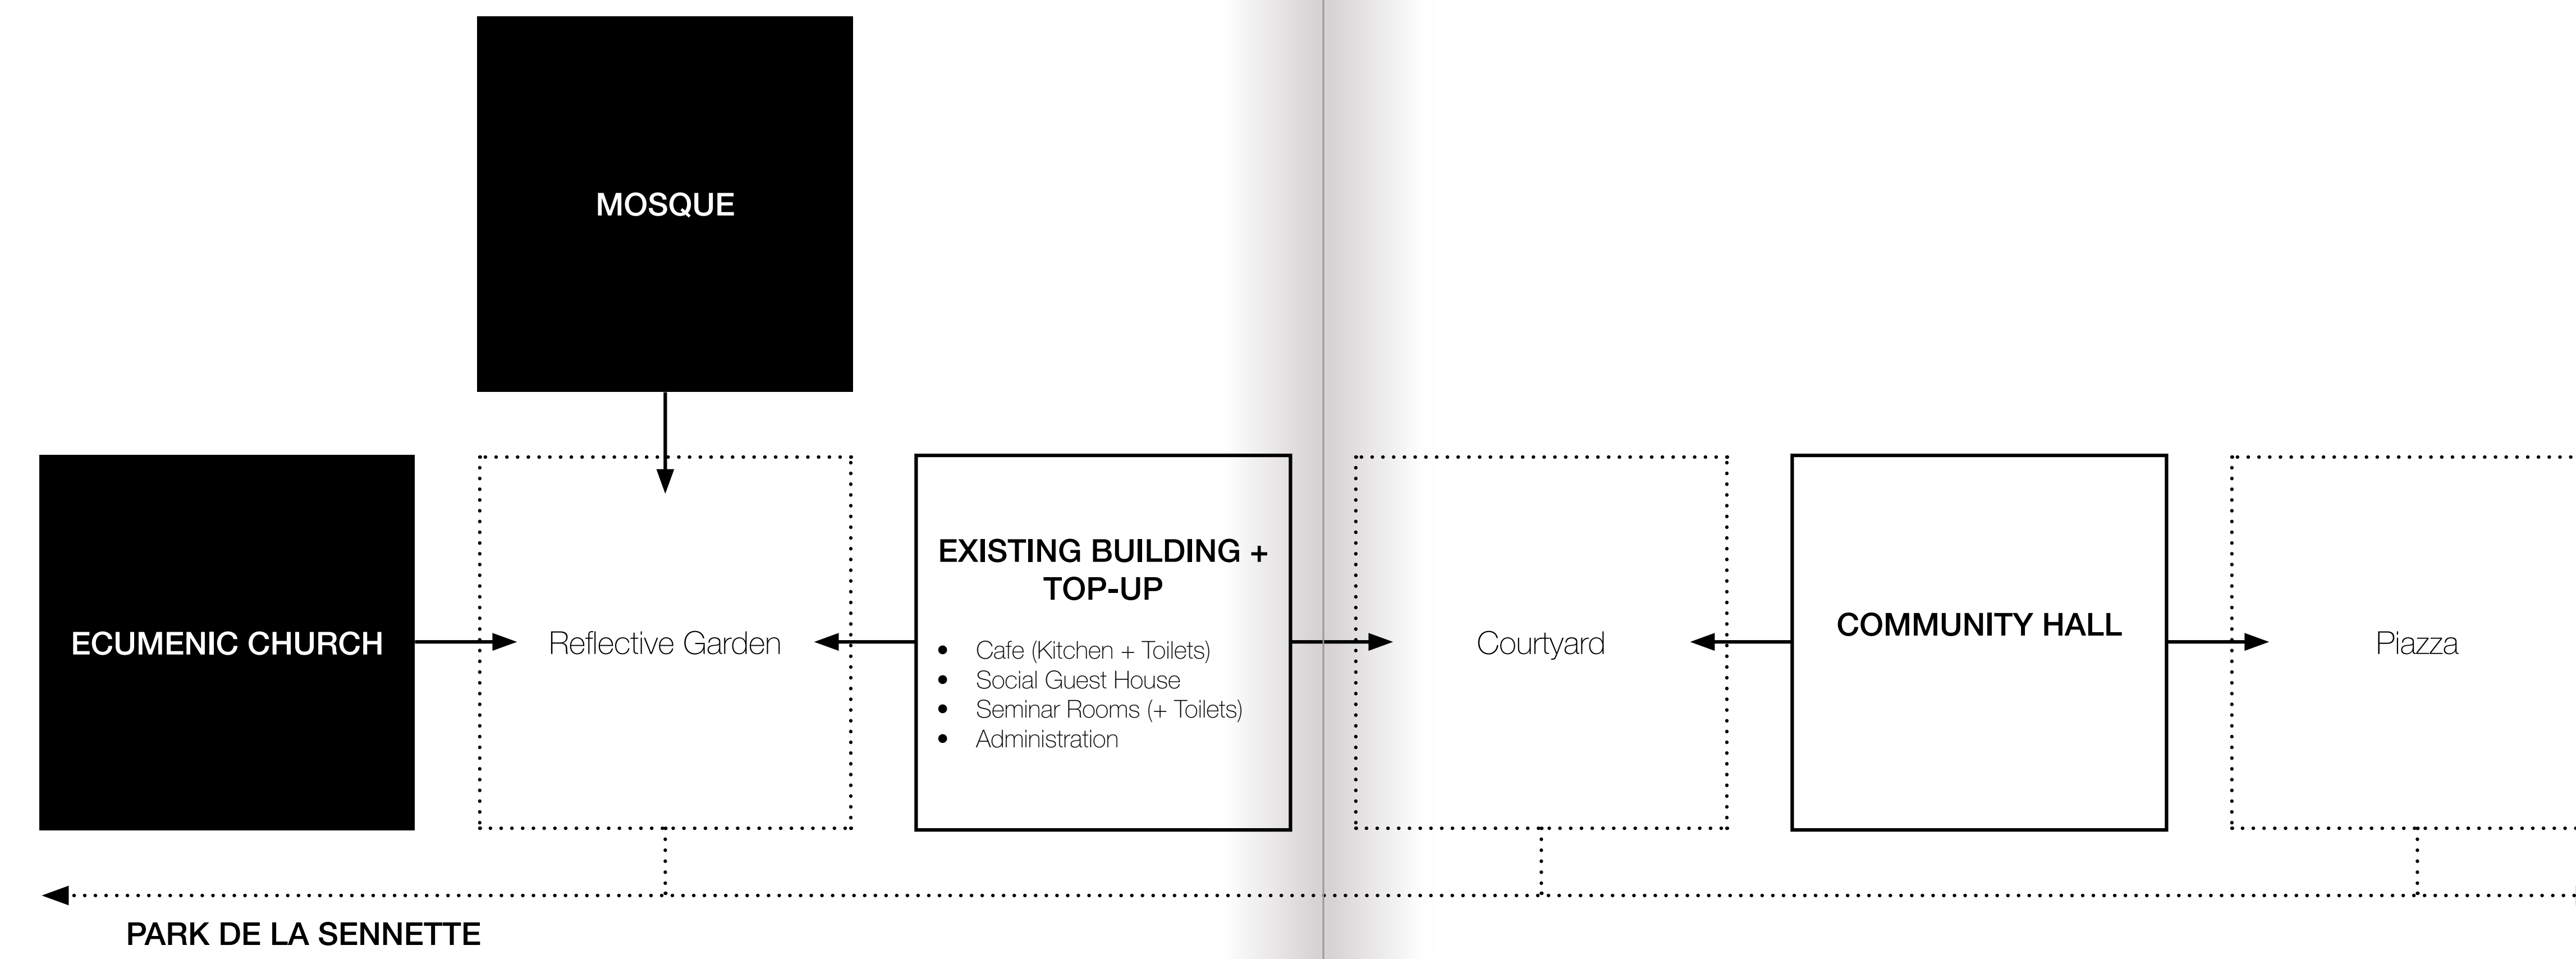 MOSQUE
ECUMENIC CHURCH
Reflective Garden
EXISTING BUILDING +
TOP-UP
• Cafe (Kitchen + Toilets)
• Social Guest House
• Seminar Rooms (+ Toilets)
• Administration
Courtyard
COMMUNITY HALL
Piazza
PARK DE LA SENNETTE